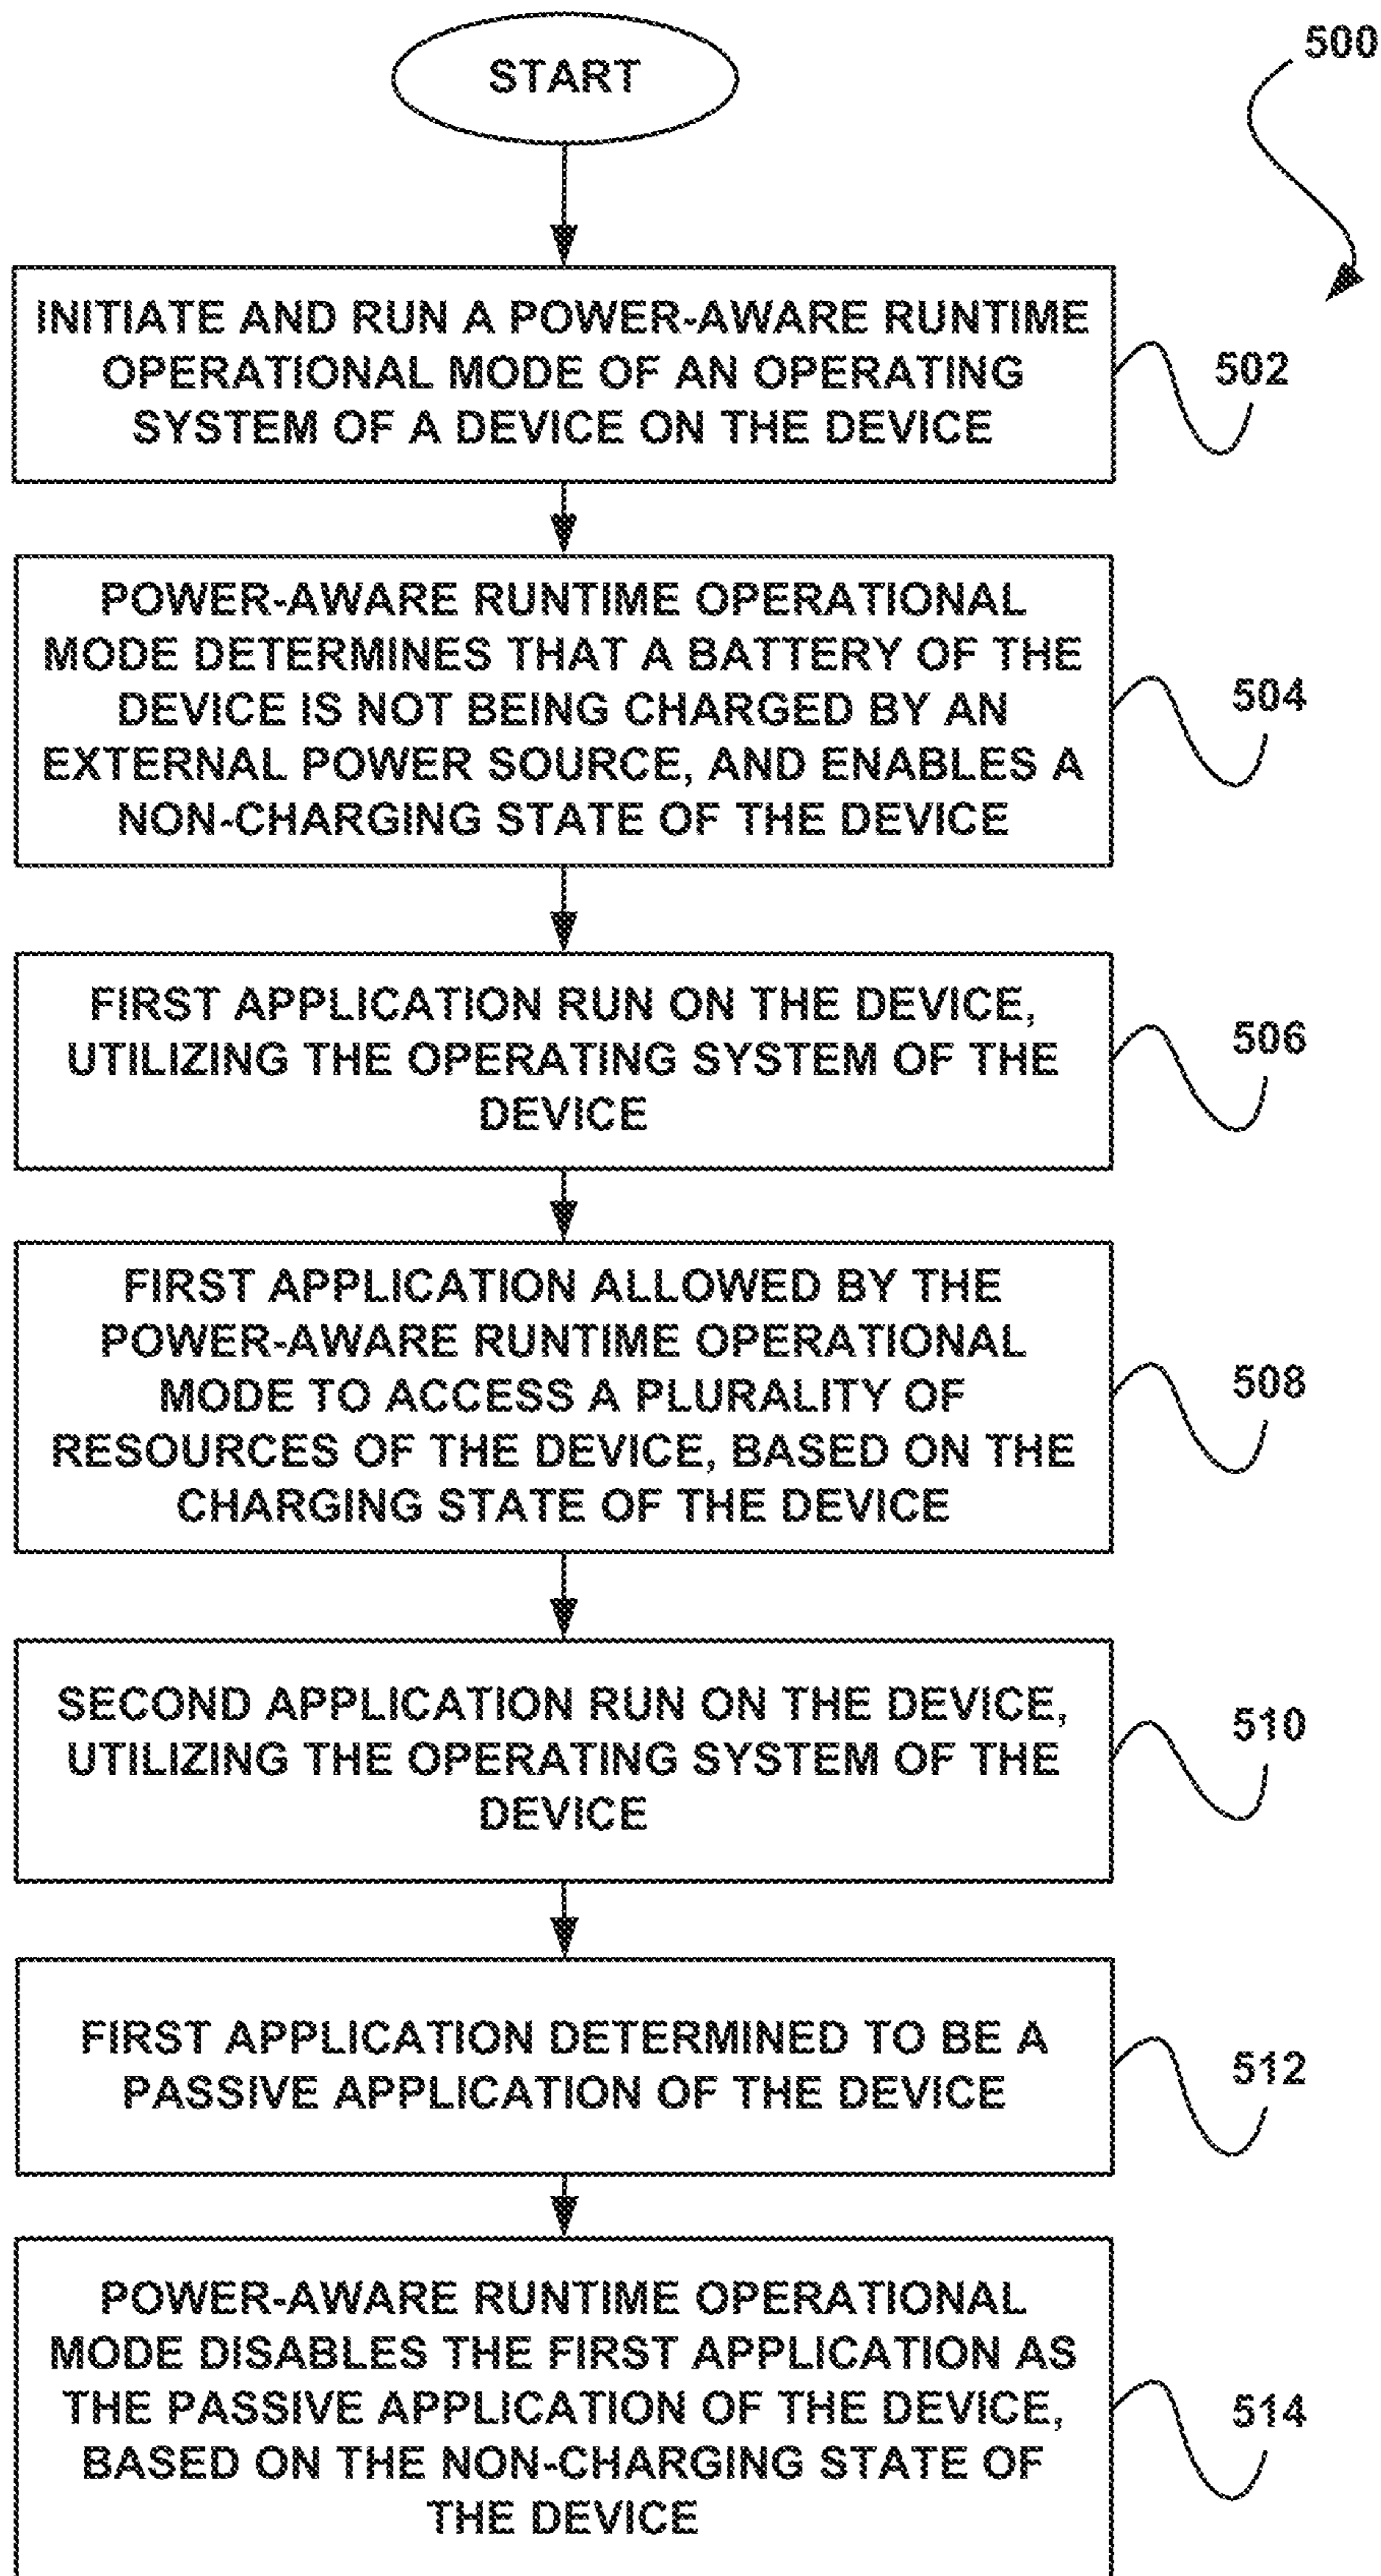 START
500
INITIATE AND RUN A POWER-AWARE RUNTIME
OPERATIONAL MODE OF AN OPERATING
SYSTEM OF A DEVICE ON THE DEVICE
502
POWER-AWARE RUNTIME OPERATIONAL
MODE DETERMINES THAT A BATTERY OF THE
DEVICE IS NOT BEING CHARGED BY AN
EXTERNAL POWER SOURCE, AND ENABLES A
NON-CHARGING STATE OF THE DEVICE
504
FIRST APPLICATION RUN ON THE DEVICE,
UTILIZING THE OPERATING SYSTEM OF THE
DEVICE
506
FIRST APPLICATION ALLOWED BY THE
POWER-AWARE RUNTIME OPERATIONAL
MODE TO ACCESS A PLURALITY OF
RESOURCES OF THE DEVICE, BASED ON THE
CHARGING STATE OF THE DEVICE
508
SECOND APPLICATION RUN ON THE DEVICE,
UTILIZING THE OPERATING SYSTEM OF THE
DEVICE
510
FIRST APPLICATION DETERMINED TO BE A
PASSIVE APPLICATION OF THE DEVICE
512
POWER-AWARE RUNTIME OPERATIONAL
MODE DISABLES THE FIRST APPLICATION AS
THE PASSIVE APPLICATION OF THE DEVICE,
BASED ON THE NON-CHARGING STATE OF
THE DEVICE
514